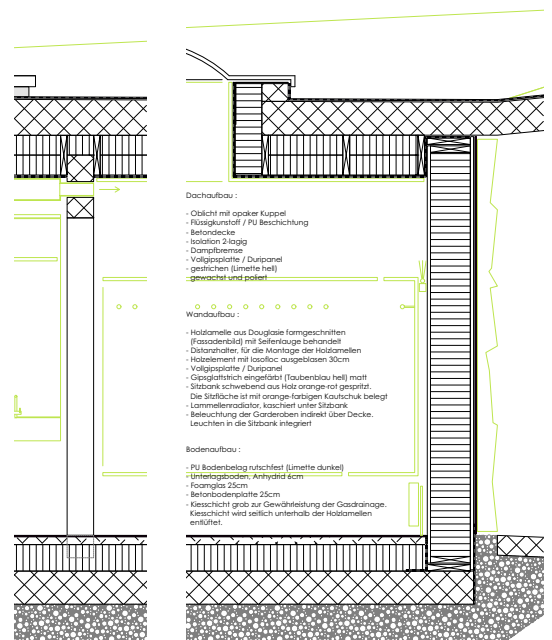 Dachaufbau :
- Oblicht mit opaker Kuppel
- Flüssigkunstoff / PU Beschichtung
- Betondecke
- Isolation 2-lagig
- Dampfbremse
- Vollgipsplatte / Duripanel
- gestrichen (Limette hell)
gewachst und poliert
Wandaufbau :
- Holzlamelle aus Douglasie formgeschnitten
(Fassadenbild) mit Seifenlauge behandelt
- Distanzhalter, für die Montage der Holzlamellen
- Holzelement mit Isofloc ausgeblasen 30cm
- Vollgipsplatte / Duripanel
- Gipsglattstrich eingefärbt (Taubenblau hell) matt
- Sitzbank schwebend aus Holz orange-rot gespritzt.
Die Sitzfläche ist mit orange-farbigen Kautschuk belegt
- Lammellenradiator, kaschiert unter Sitzbank
- Beleuchtung der Garderoben indirekt über Decke.
Leuchten in die Sitzbank integriert
Bodenaufbau :
- PU Bodenbelag rutschfest (Limette dunkel)
- Unterlagsboden, Anhydrid 6cm
- Foamglas 25cm
- Betonbodenplatte 25cm
- Kiesschicht grob zur Gewährleistung der Gasdrainage.
Kiesschicht wird seitlich unterhalb der Holzlamellen
entlüftet.